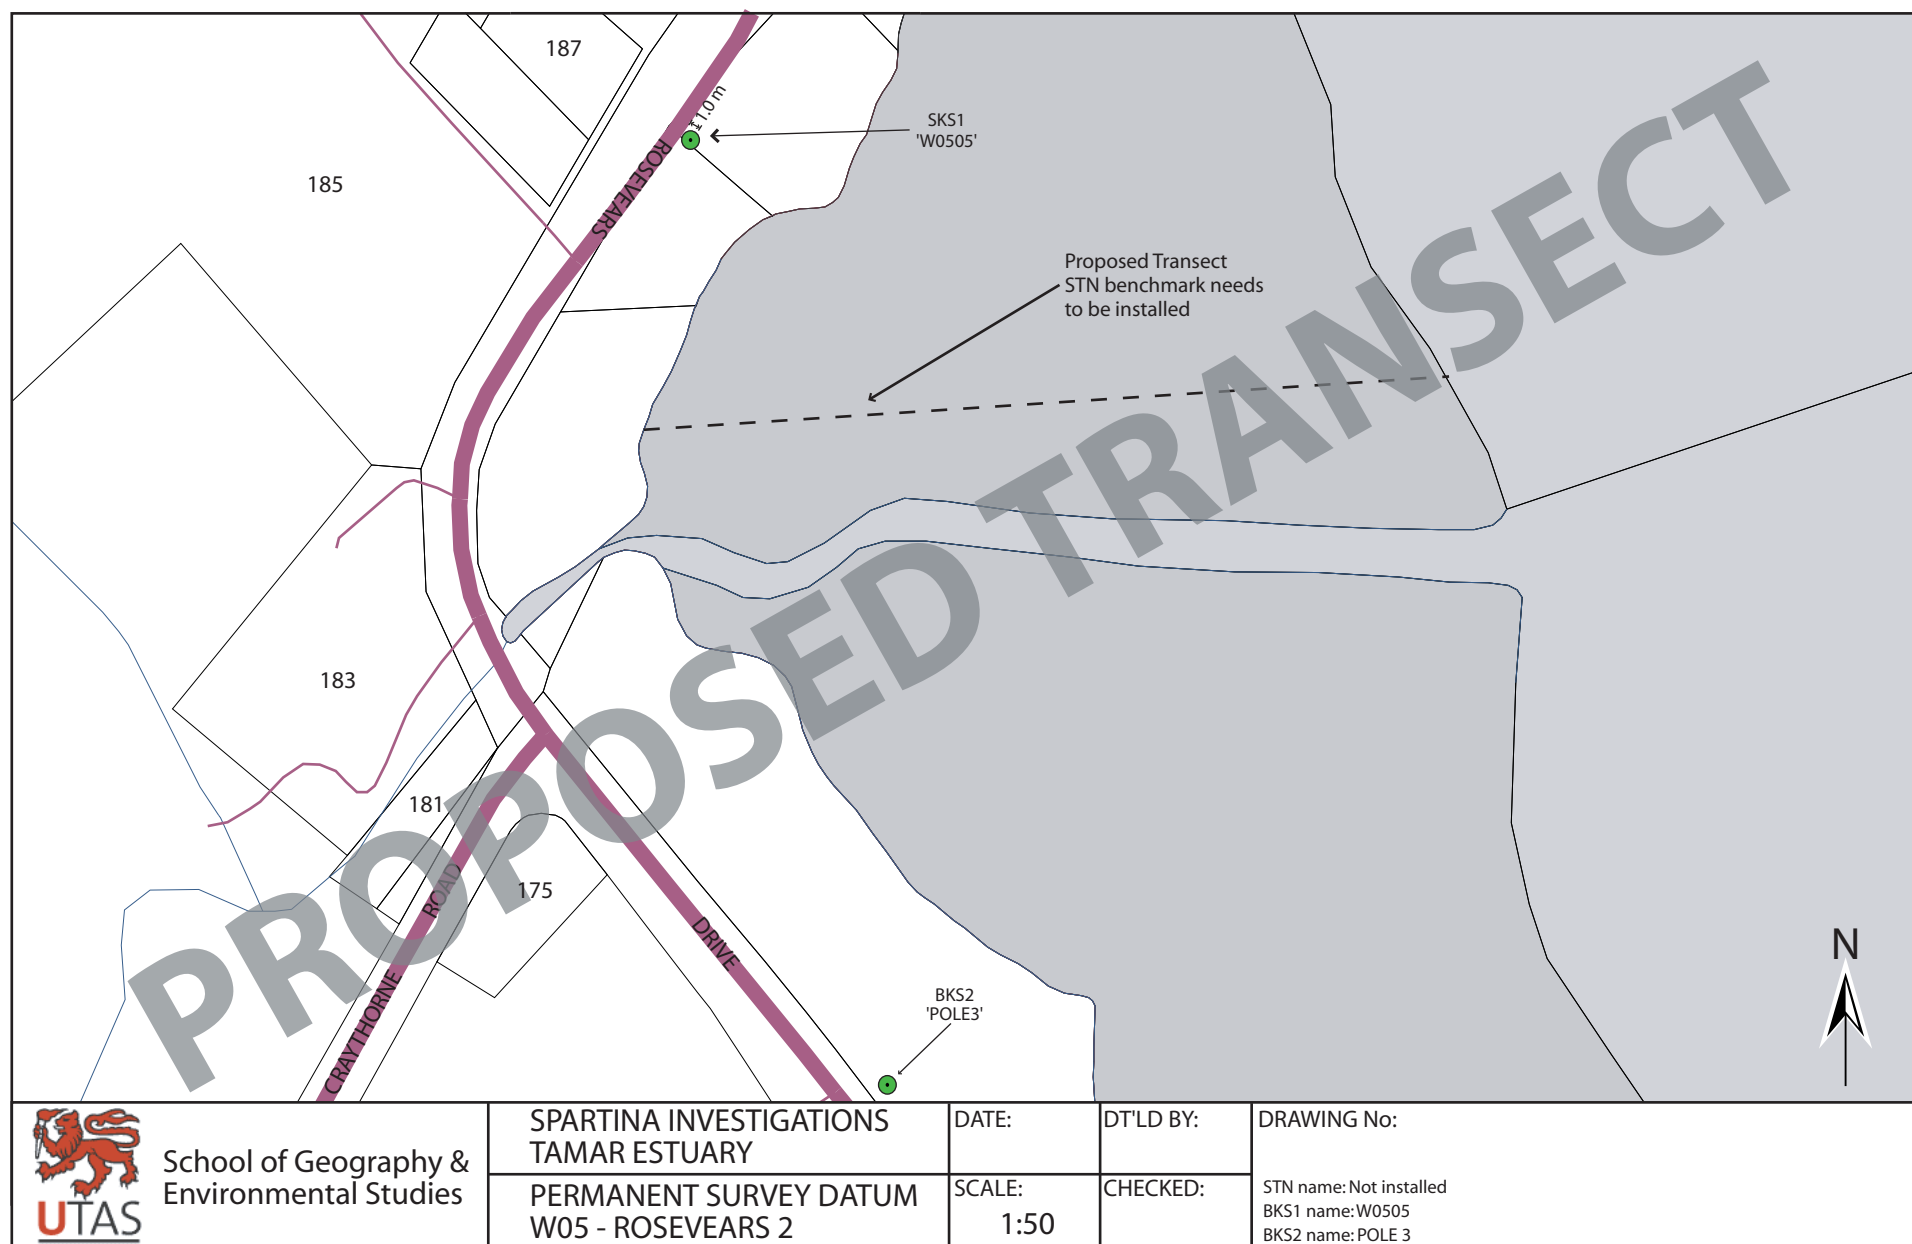 187
1.0 m
SKS1
'W0505'
185
ROSEVEARS
Proposed Transect
STN benchmark needs
to be installed
PROPOSED TRANSECT
183
181
175
ROAD
CRAYTHORNE
DRIVE
BKS2
'POLE3'
N
UTAS
School of Geography &
Environmental Studies
SPARTINA INVESTIGATIONS
TAMAR ESTUARY
PERMANENT SURVEY DATUM
W05 - ROSEVEARS 2
DATE:
DT'LD BY:
DRAWING No:
SCALE:
1:50
CHECKED:
STN name: Not installed
BKS1 name: W0505
BKS2 name: POLE 3